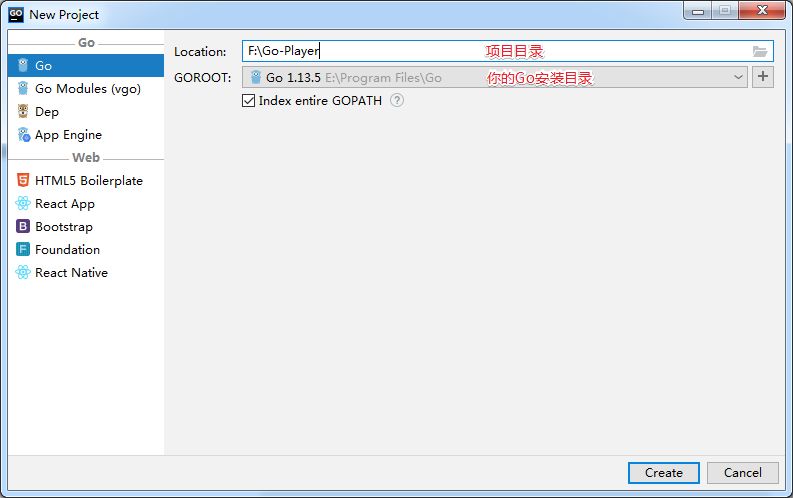 New Project
Go
Go
Go Modules (vgo)
Dep
App Engine
Web
HTML5 Boilerplate
React App
Bootstrap
Foundation
React Native
Location: F:\Go-Player 项目目录
GOROOT: Go 1.13.5 E:\Program Files\Go 你的Go安装目录
Index entire GOPATH ?
Create Cancel